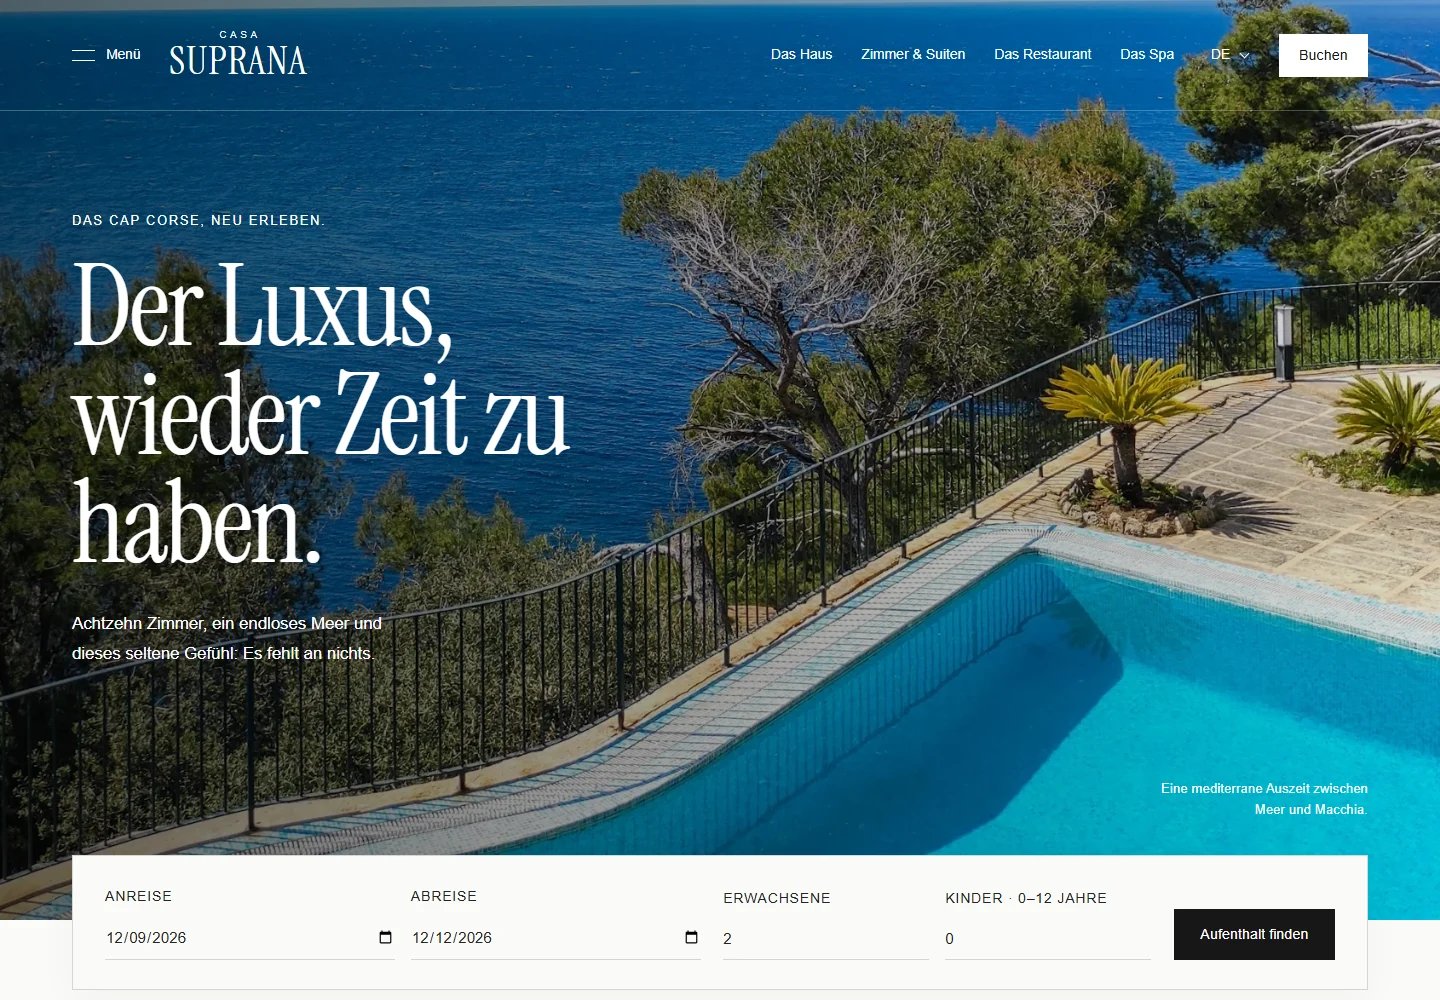 Menü
CASA
SUPRANA
Das Haus
Zimmer & Suiten
Das Restaurant
Das Spa
DE
Buchen
DAS CAP CORSE, NEU ERLEBEN.
Der Luxus,
wieder Zeit zu
haben.
Achtzehn Zimmer, ein endloses Meer und
dieses seltene Gefühl: Es fehlt an nichts.
Eine mediterrane Auszeit zwischen
Meer und Macchia.
ANREISE
12/09/2026
ABREISE
12/12/2026
ERWACHSENE
2
KINDER · 0–12 JAHRE
0
Aufenthalt finden